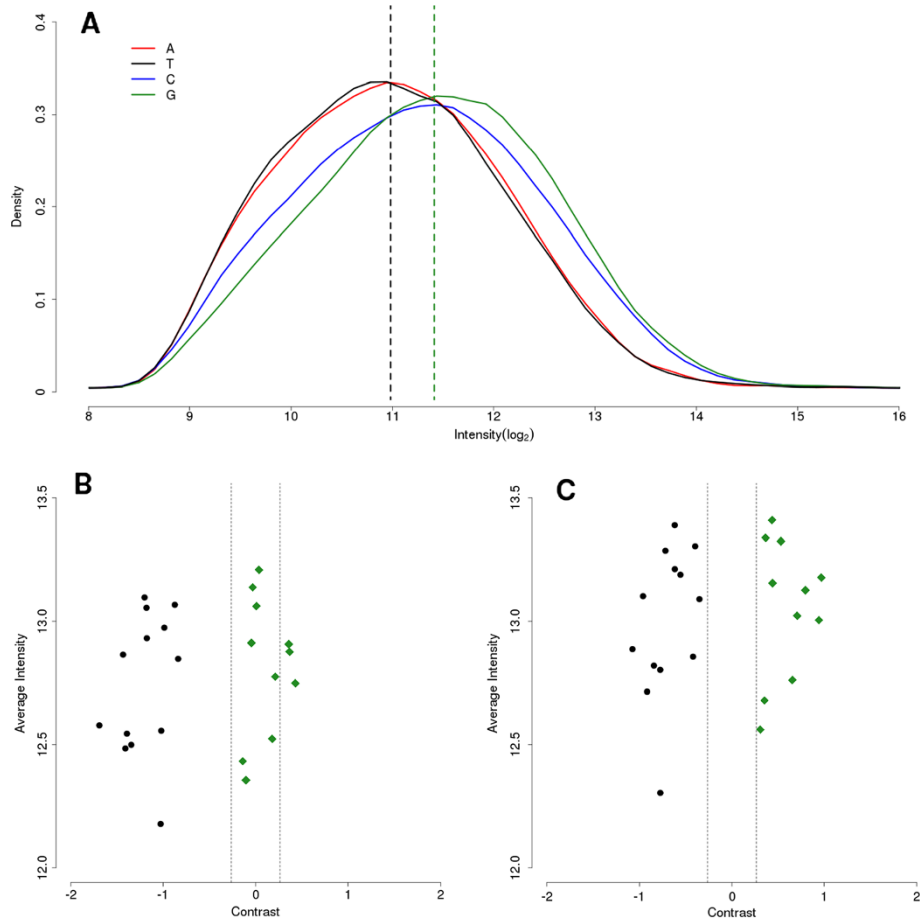 A
0.4
0.3
0.2
0.1
0
Density
A
T
C
G
8 9 10 11 12 13 14 15 16
Intensity(log2)
B
13.5
13.0
12.5
12.0
Average Intensity
-2 -1 0 1 2
Contrast
C
13.5
13.0
12.5
12.0
Average Intensity
-2 -1 0 1 2
Contrast